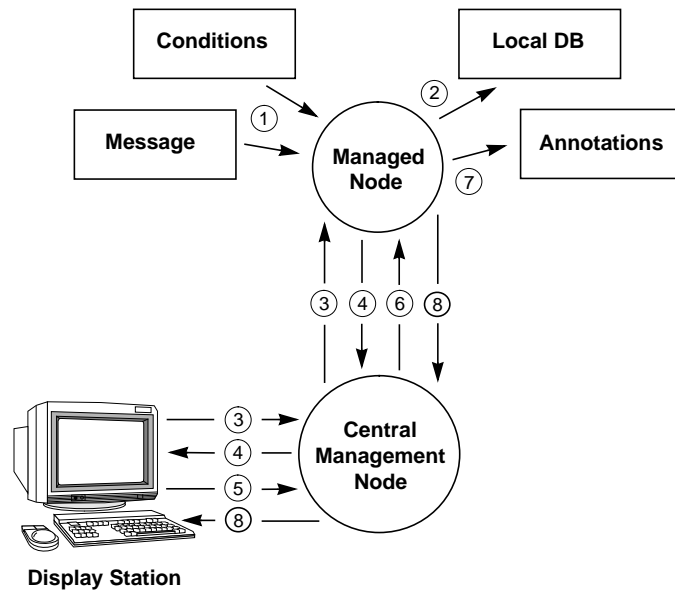 Conditions
Local DB
Message
1
2
Managed
Node
Annotations
7
3
4
6
8
Central
Management
Node
3
4
5
8
Display Station